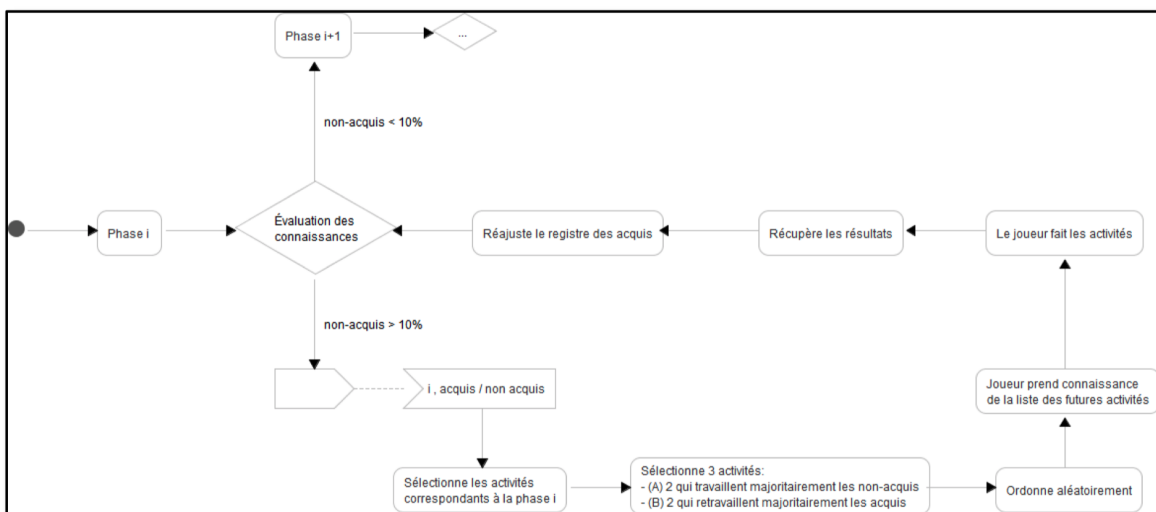 Phase i+1
...
non-acquis < 10%
Phase i
Évaluation des
connaissances
Réajuste le registre des acquis
Récupère les résultats
Le joueur fait les activités
non-acquis > 10%
i , acquis / non acquis
Joueur prend connaissance
de la liste des futures activités
Sélectionne les activités
correspondants à la phase i
Sélectionne 3 activités:
- (A) 2 qui travaillent majoritairement les non-acquis
- (B) 2 qui retravaillent majoritairement les acquis
Ordonne aléatoirement